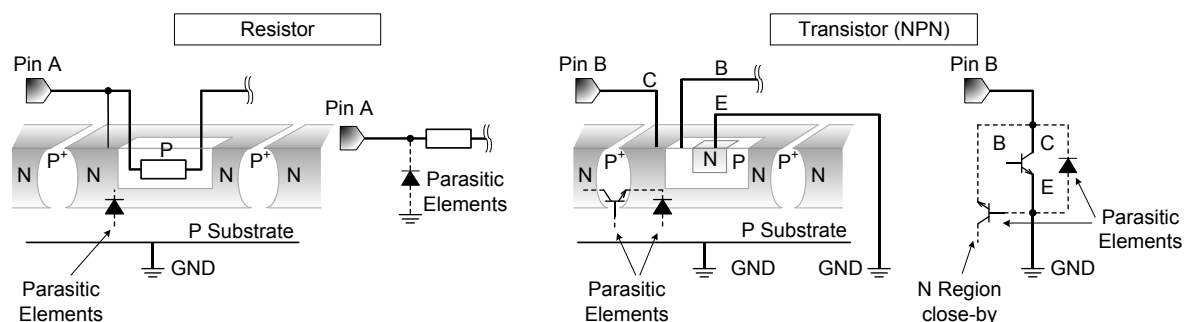 Resistor
Transistor (NPN)
Pin A
Pin A
N
P+
N
P
N
P+
N
Parasitic
Elements
P Substrate
GND
Parasitic
Elements
Pin B
C
B
E
N
P+
N
N
P
P+
N
N
P Substrate
GND
GND
Parasitic
Elements
Pin B
B
C
E
Parasitic
Elements
GND
N Region
close-by